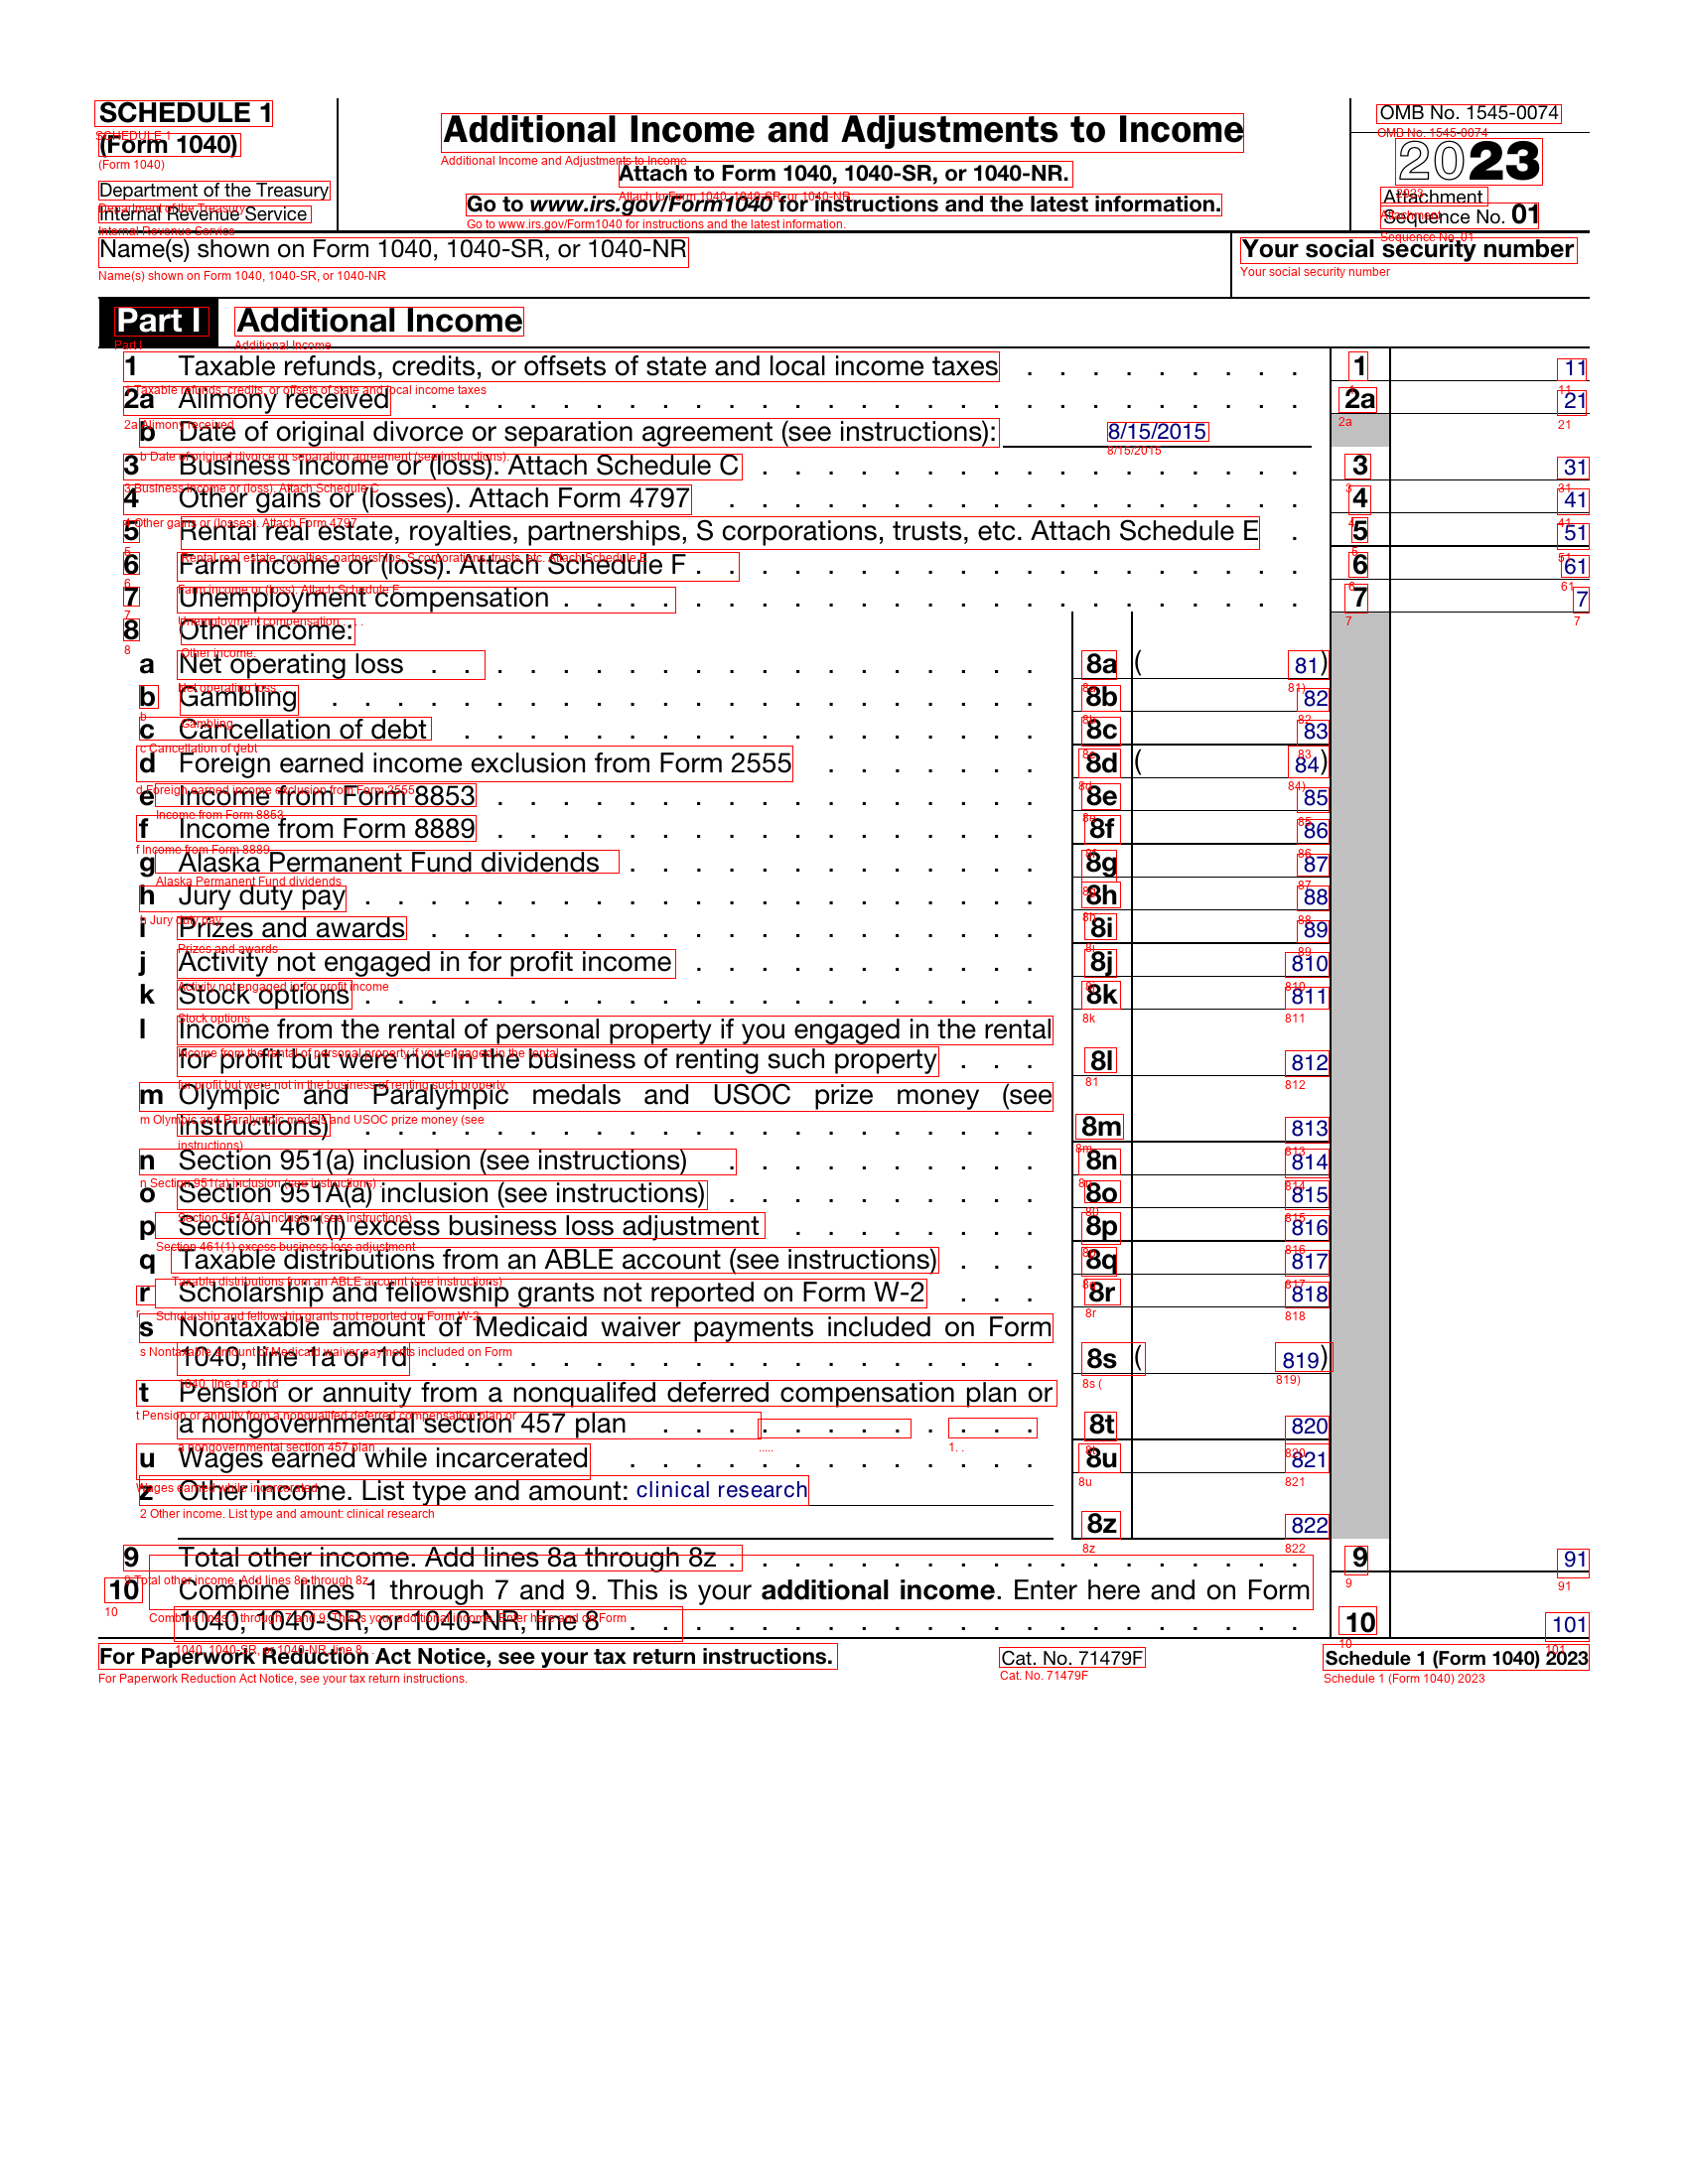 SCHEDULE 1
(Form 1040)
Department of the Treasury
Internal Revenue Service
Additional Income and Adjustments to Income
Attach to Form 1040, 1040-SR, or 1040-NR.
Go to www.irs.gov/Form1040 for instructions and the latest information.
OMB No. 1545-0074
2023
Attachment
Sequence No. 01
Name(s) shown on Form 1040, 1040-SR, or 1040-NR
Your social security number
Part I Additional Income
1 Taxable refunds, credits, or offsets of state and local income taxes . . . . . . . . . 1 11
2a Alimony received . . . . . . . . . . . . . . . . . . . . . . . . . . . 2a 21
b Date of original divorce or separation agreement (see instructions): 8/15/2015
3 Business income or (loss). Attach Schedule C . . . . . . . . . . . . . . . . . 3 31
4 Other gains or (losses). Attach Form 4797 . . . . . . . . . . . . . . . . . . 4 41
5 Rental real estate, royalties, partnerships, S corporations, trusts, etc. Attach Schedule E . 5 51
6 Farm income or (loss). Attach Schedule F . . . . . . . . . . . . . . . . . . . 6 61
7 Unemployment compensation . . . . . . . . . . . . . . . . . . . . . . . 7 7
8 Other income:
a Net operating loss . . . . . . . . . . . . . . . . . . . 8a ( 81)
b Gambling . . . . . . . . . . . . . . . . . . . . . . 8b 82
c Cancellation of debt . . . . . . . . . . . . . . . . . . 8c 83
d Foreign earned income exclusion from Form 2555 . . . . . . . 8d ( 84)
e Income from Form 8853 . . . . . . . . . . . . . . . . . 8e 85
f Income from Form 8889 . . . . . . . . . . . . . . . . . 8f 86
g Alaska Permanent Fund dividends . . . . . . . . . . . . . 8g 87
h Jury duty pay . . . . . . . . . . . . . . . . . . . . . 8h 88
i Prizes and awards . . . . . . . . . . . . . . . . . . . 8i 89
j Activity not engaged in for profit income . . . . . . . . . . . 8j 810
k Stock options . . . . . . . . . . . . . . . . . . . . . 8k 811
l Income from the rental of personal property if you engaged in the rental
for profit but were not in the business of renting such property . . . 8l 812
m Olympic and Paralympic medals and USOC prize money (see
instructions) . . . . . . . . . . . . . . . . . . . . . 8m 813
n Section 951(a) inclusion (see instructions) . . . . . . . . . . 8n 814
o Section 951A(a) inclusion (see instructions) . . . . . . . . . . 8o 815
p Section 461(l) excess business loss adjustment . . . . . . . . 8p 816
q Taxable distributions from an ABLE account (see instructions) . . . 8q 817
r Scholarship and fellowship grants not reported on Form W-2 . . . 8r 818
s Nontaxable amount of Medicaid waiver payments included on Form
1040, line 1a or 1d . . . . . . . . . . . . . . . . . . . 8s ( 819)
t Pension or annuity from a nonqualifed deferred compensation plan or
a nongovernmental section 457 plan . . . . . . . . . . . . 8t 820
u Wages earned while incarcerated . . . . . . . . . . . . . 8u 821
z Other income. List type and amount: clinical research
8z 822
9 Total other income. Add lines 8a through 8z . . . . . . . . . . . . . . . . . . 9 91
10 Combine lines 1 through 7 and 9. This is your additional income. Enter here and on Form
1040, 1040-SR, or 1040-NR, line 8 . . . . . . . . . . . . . . . . . . . . . 10 101
For Paperwork Reduction Act Notice, see your tax return instructions.
Cat. No. 71479F
Schedule 1 (Form 1040) 2023